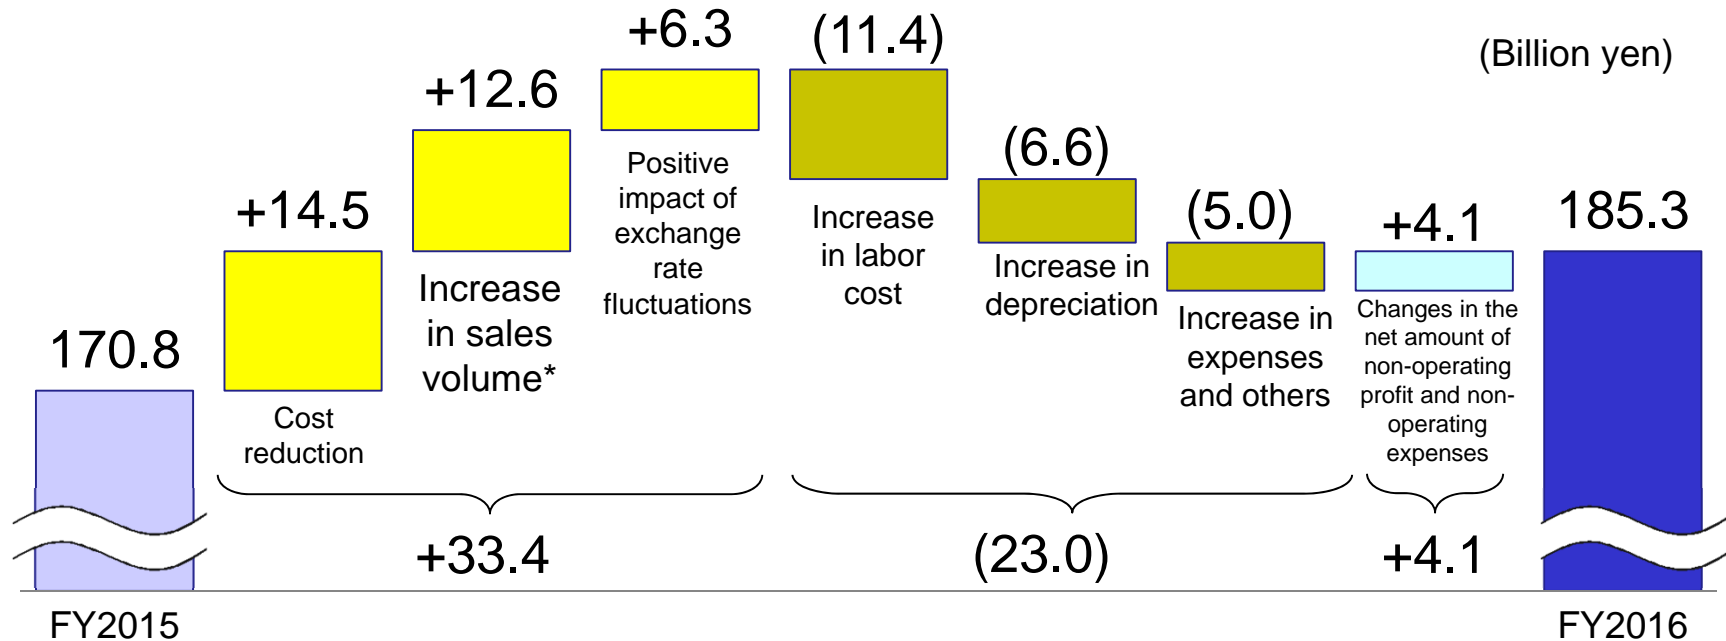 (Billion yen)
170.8
FY2015
+14.5
Cost
reduction
+12.6
Increase
in sales
volume*
+6.3
Positive
impact of
exchange
rate
fluctuations
+33.4
(11.4)
Increase
in labor
cost
(6.6)
Increase in
depreciation
(5.0)
Increase in
expenses
and others
(23.0)
+4.1
Changes in the
net amount of
non-operating
profit and non-
operating
expenses
+4.1
185.3
FY2016